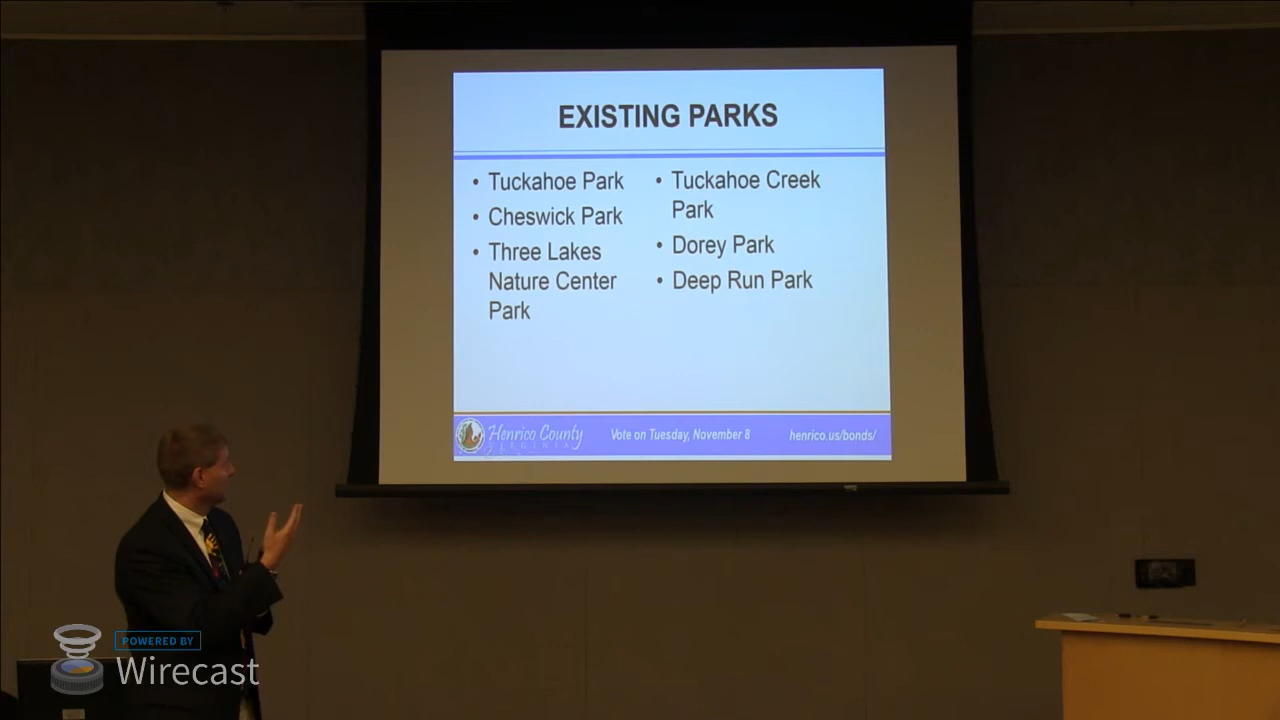 EXISTING PARKS
• Tuckahoe Park
• Cheswick Park
• Three Lakes
Nature Center
Park
• Tuckahoe Creek
Park
• Dorey Park
• Deep Run Park
Henrico County
VIRGINIA
Vote on Tuesday, November 8
henrico.us/bonds/
POWERED BY
Wirecast